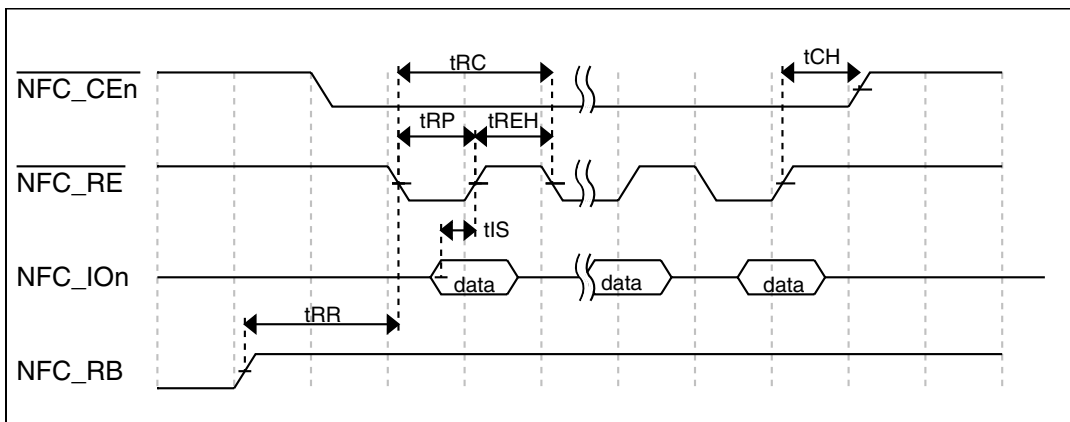 tRC
tCH
NFC_CEn
tRP
tREH
NFC_RE
tIS
NFC_IOn
data
data
data
tRR
NFC_RB